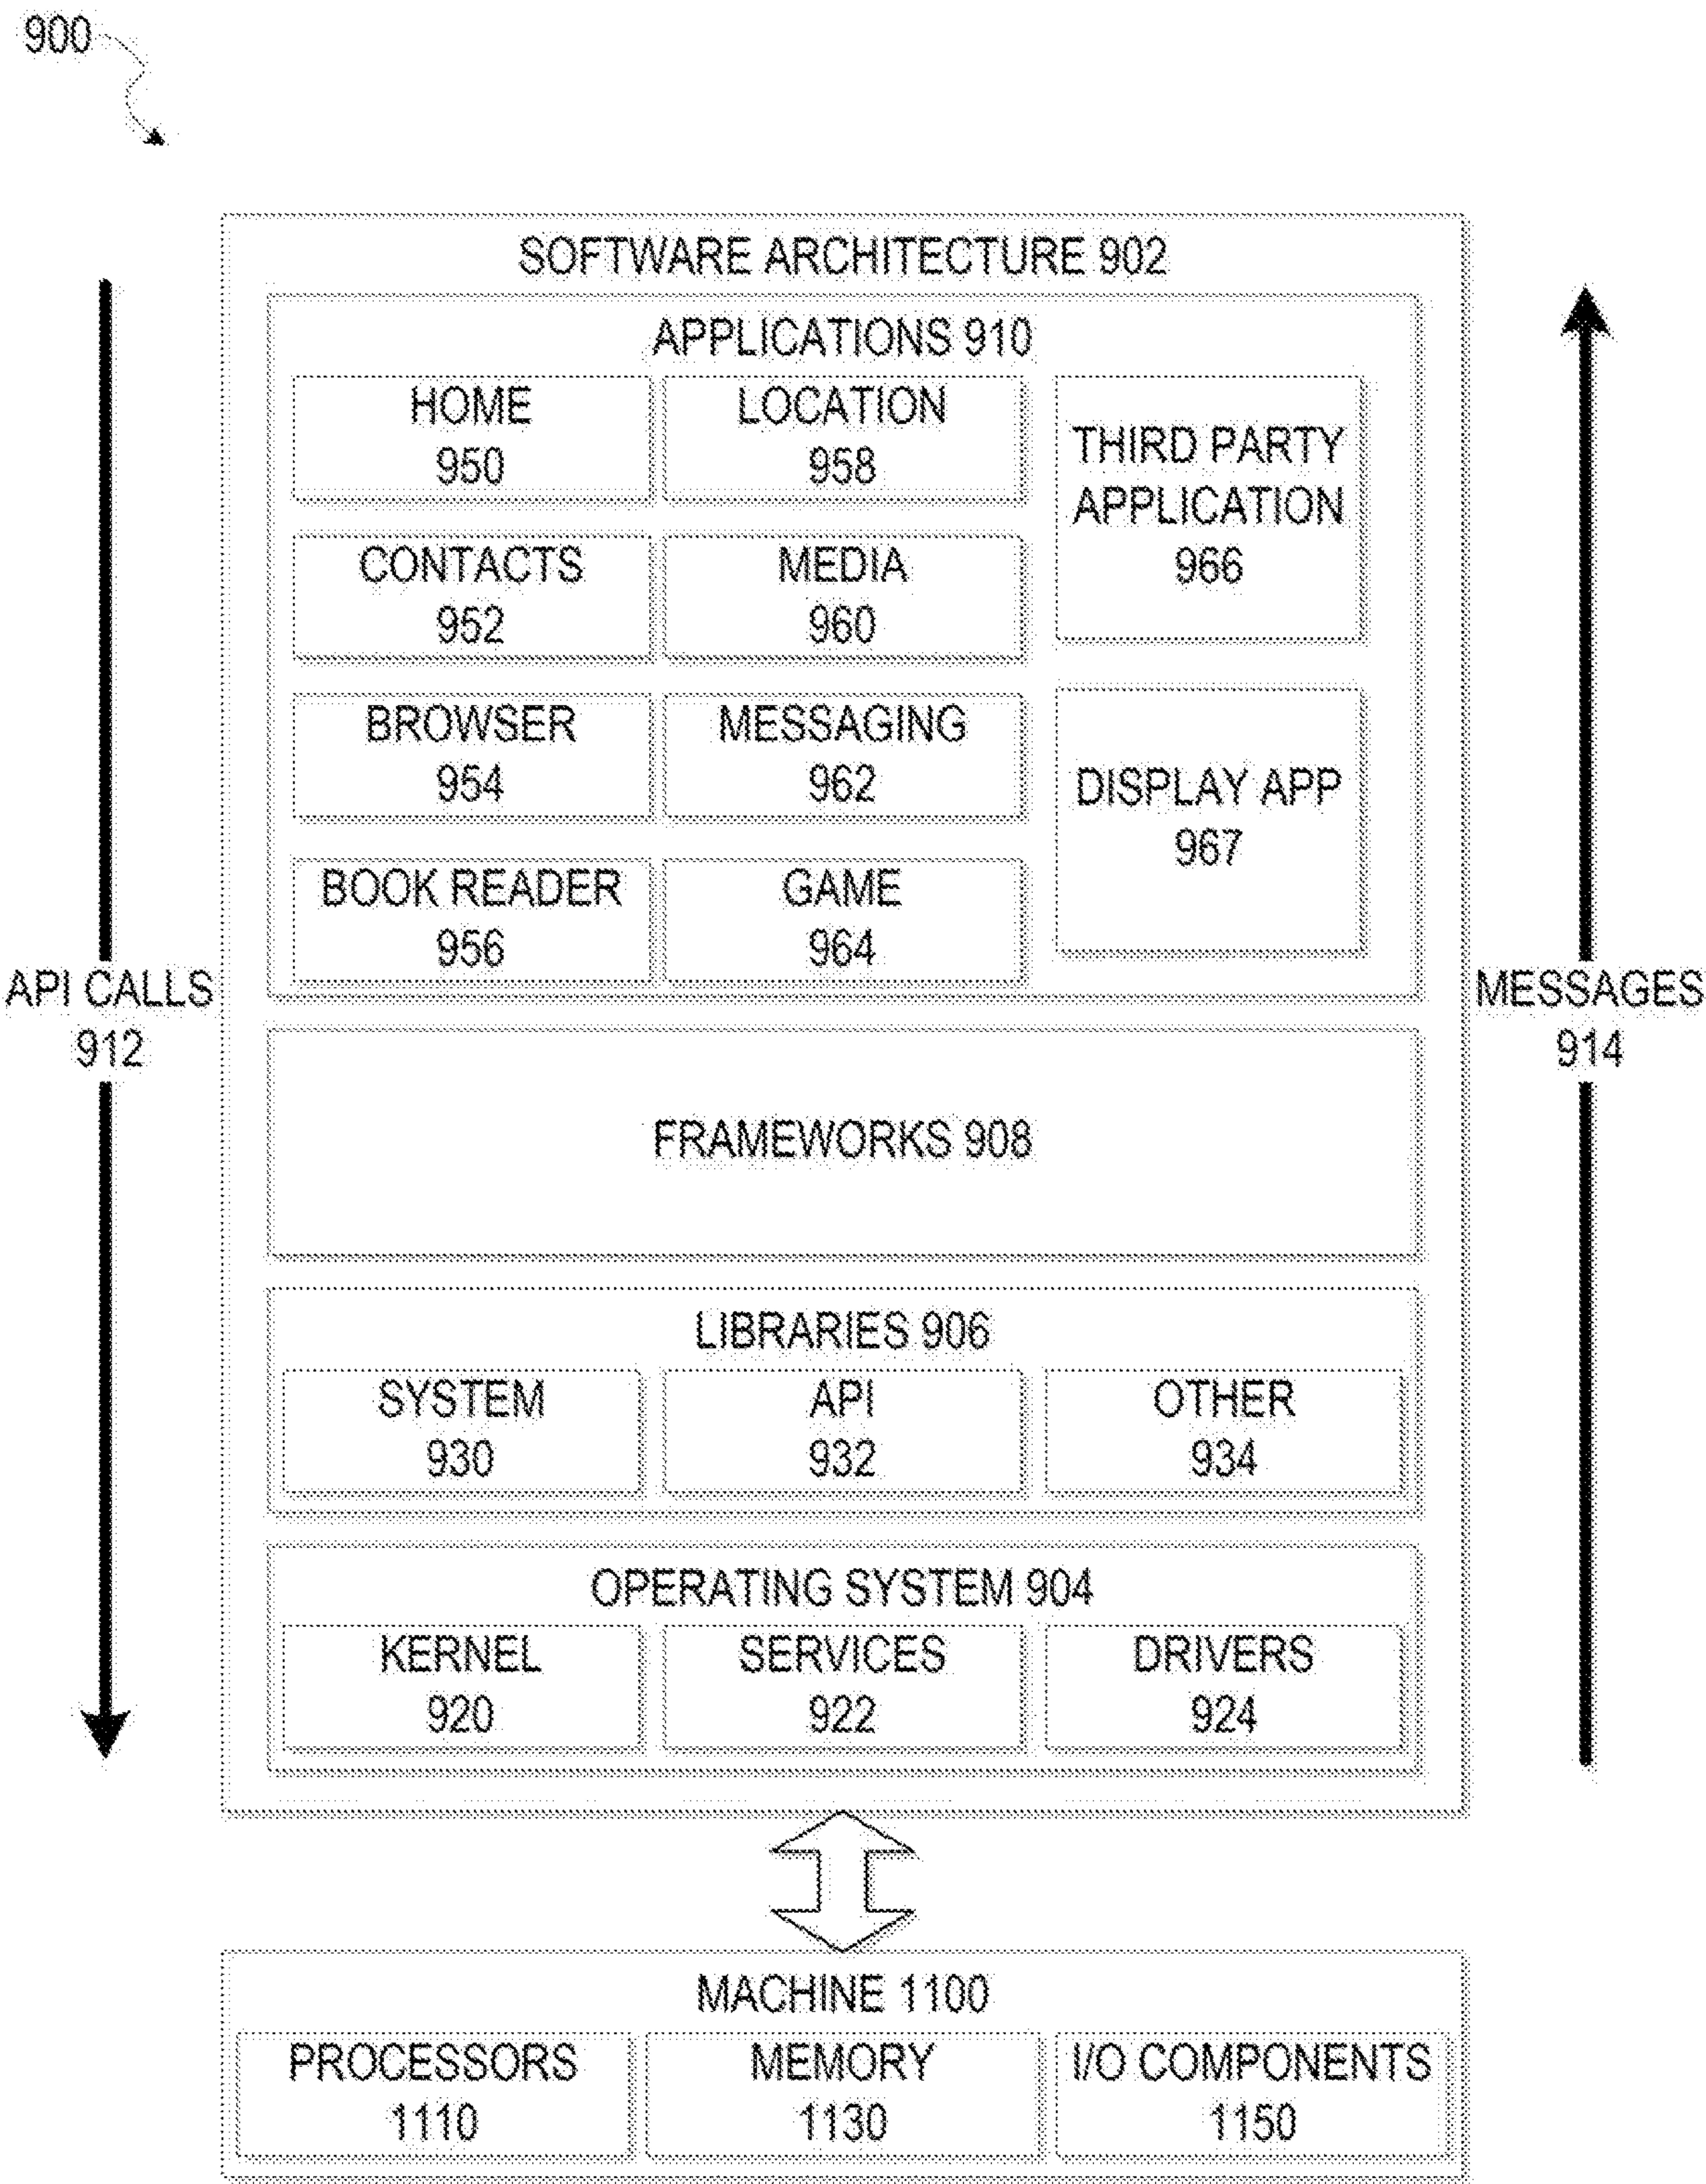 900
SOFTWARE ARCHITECTURE 902
APPLICATIONS 910
HOME
950
LOCATION
958
THIRD PARTY
APPLICATION
966
CONTACTS
952
MEDIA
960
BROWSER
954
MESSAGING
962
DISPLAY APP
967
BOOK READER
956
GAME
964
API CALLS
912
MESSAGES
914
FRAMEWORKS 908
LIBRARIES 906
SYSTEM
930
API
932
OTHER
934
OPERATING SYSTEM 904
KERNEL
920
SERVICES
922
DRIVERS
924
MACHINE 1100
PROCESSORS
1110
MEMORY
1130
I/O COMPONENTS
1150